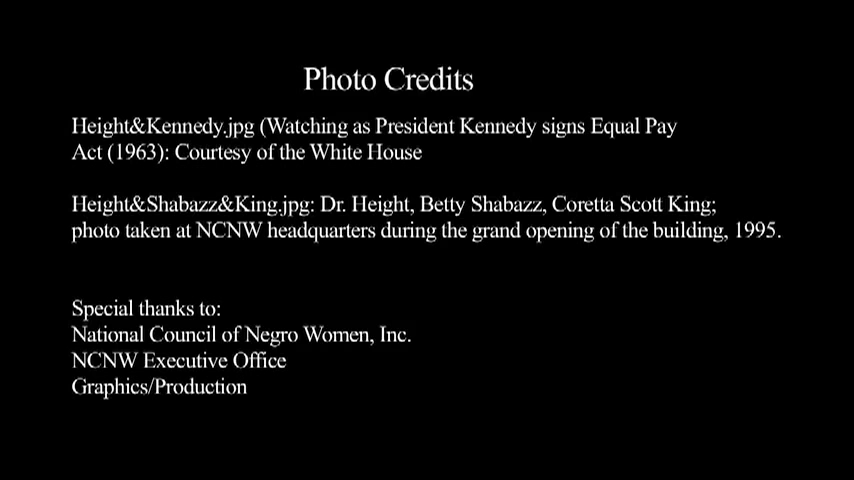 Photo Credits
Height&Kennedy.jpg (Watching as President Kennedy signs Equal Pay
Act (1963): Courtesy of the White House
Height&Shabazz&King.jpg: Dr. Height, Betty Shabazz, Coretta Scott King;
photo taken at NCNW headquarters during the grand opening of the building, 1995.
Special thanks to:
National Council of Negro Women, Inc.
NCNW Executive Office
Graphics/Production